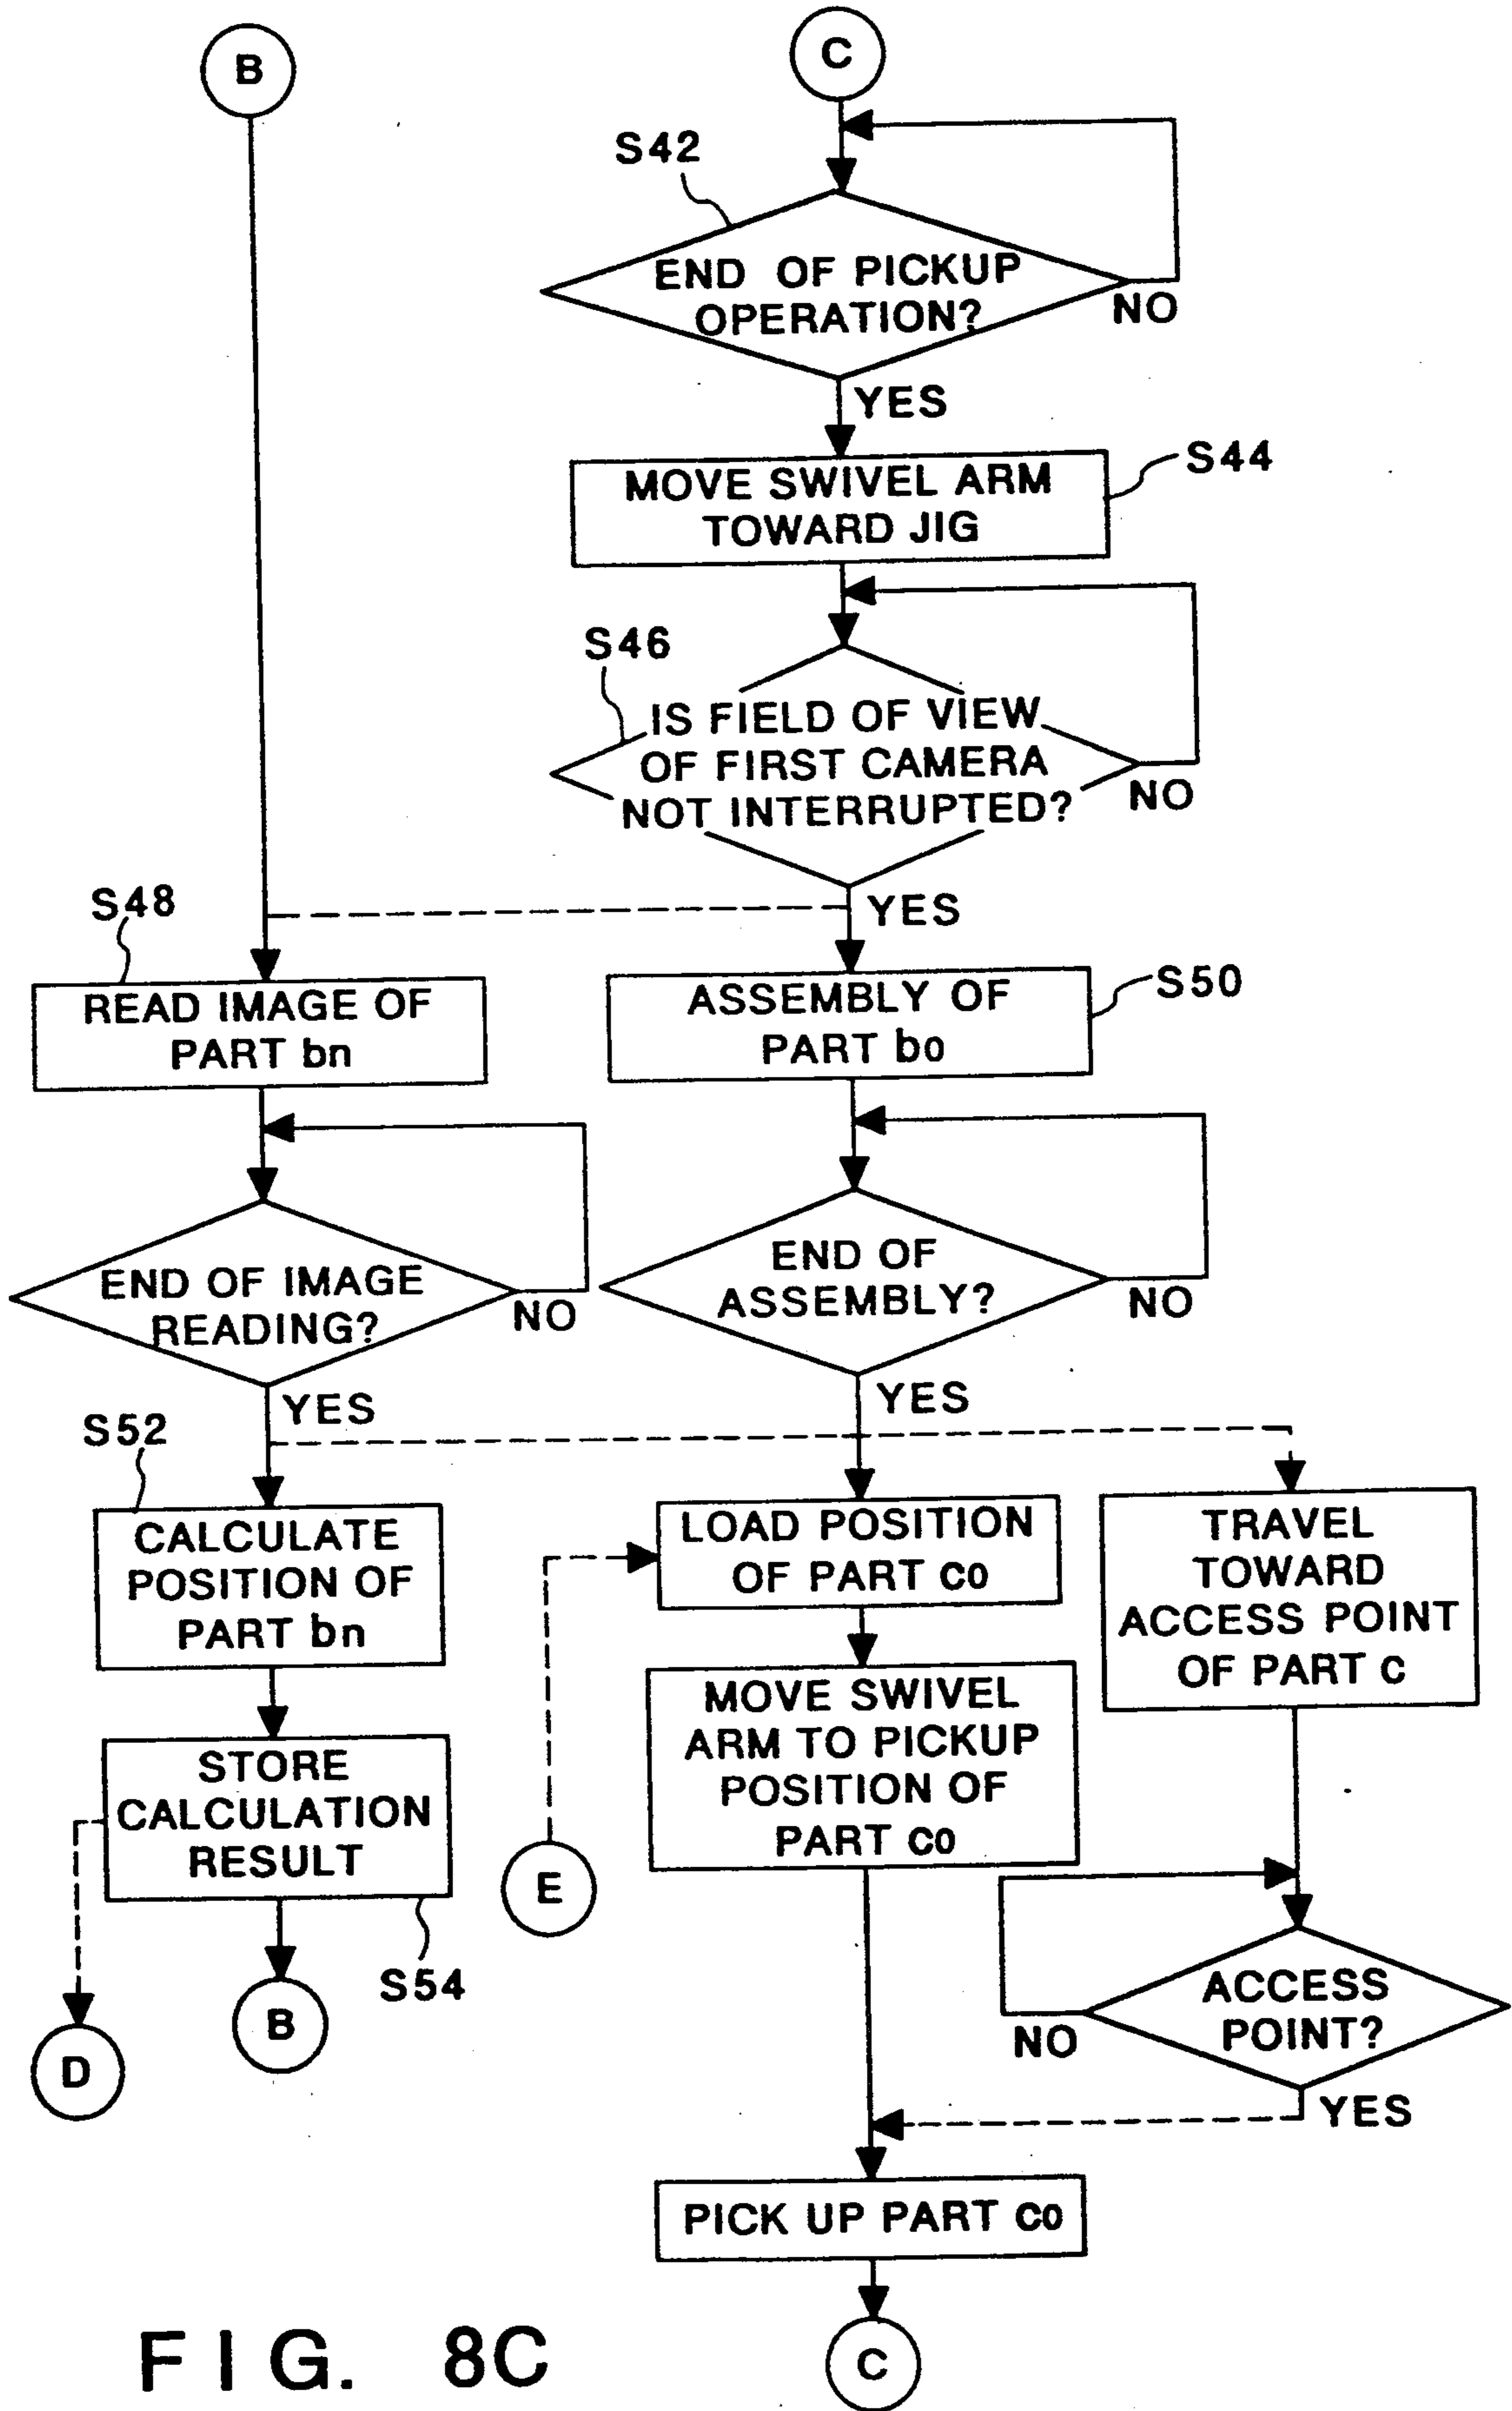 B
C
S42
END OF PICKUP
OPERATION?
NO
YES
S44
MOVE SWIVEL ARM
TOWARD JIG
S46
IS FIELD OF VIEW
OF FIRST CAMERA
NOT INTERRUPTED?
NO
YES
S48
READ IMAGE OF
PART bn
S50
ASSEMBLY OF
PART b0
END OF IMAGE
READING?
NO
YES
END OF
ASSEMBLY?
NO
YES
S52
CALCULATE
POSITION OF
PART bn
LOAD POSITION
OF PART c0
TRAVEL
TOWARD
ACCESS POINT
OF PART c
STORE
CALCULATION
RESULT
S54
MOVE SWIVEL
ARM TO PICKUP
POSITION OF
PART c0
E
D
B
ACCESS
POINT?
NO
YES
PICK UP PART c0
C
FIG. 8C